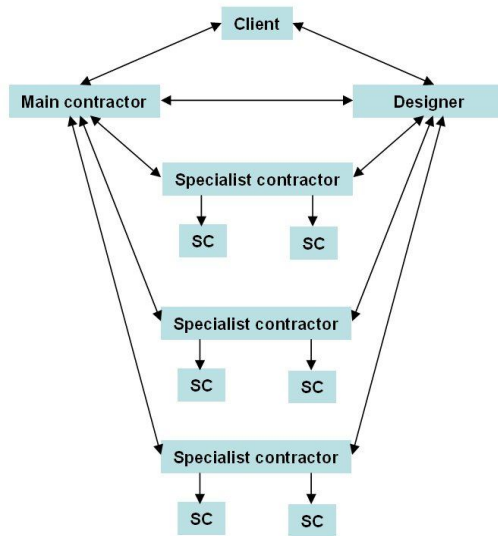 Client
Main contractor
Designer
Specialist contractor
SC
SC
Specialist contractor
SC
SC
Specialist contractor
SC
SC